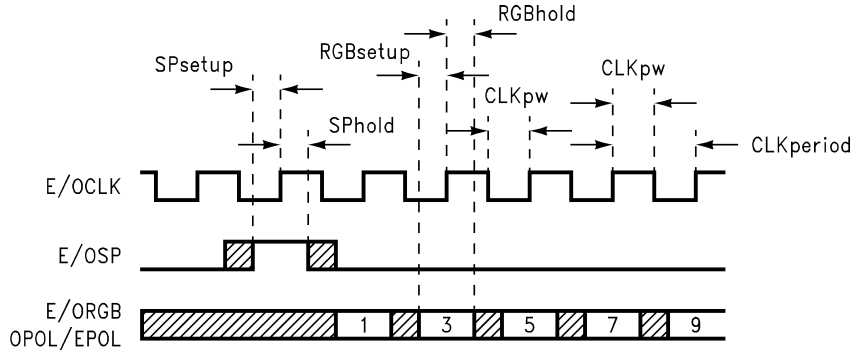 RGBhold
RGBsetup
SPsetup
CLKpw
CLKpw
SPhold
CLKperiod
E/OCLK
E/OSP
E/ORGB
OPOL/EPOL
1 3 5 7 9